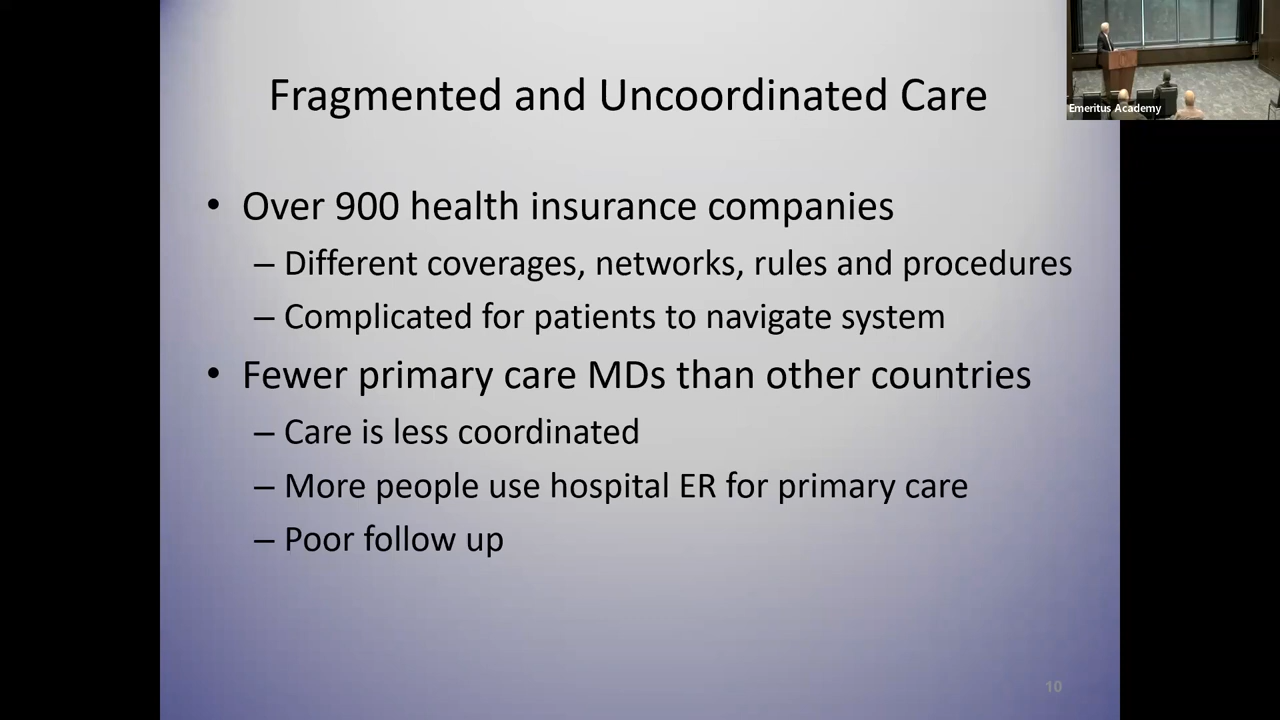 Fragmented and Uncoordinated Care
Emeritus Academy
• Over 900 health insurance companies
– Different coverages, networks, rules and procedures
– Complicated for patients to navigate system
• Fewer primary care MDs than other countries
– Care is less coordinated
– More people use hospital ER for primary care
– Poor follow up
10